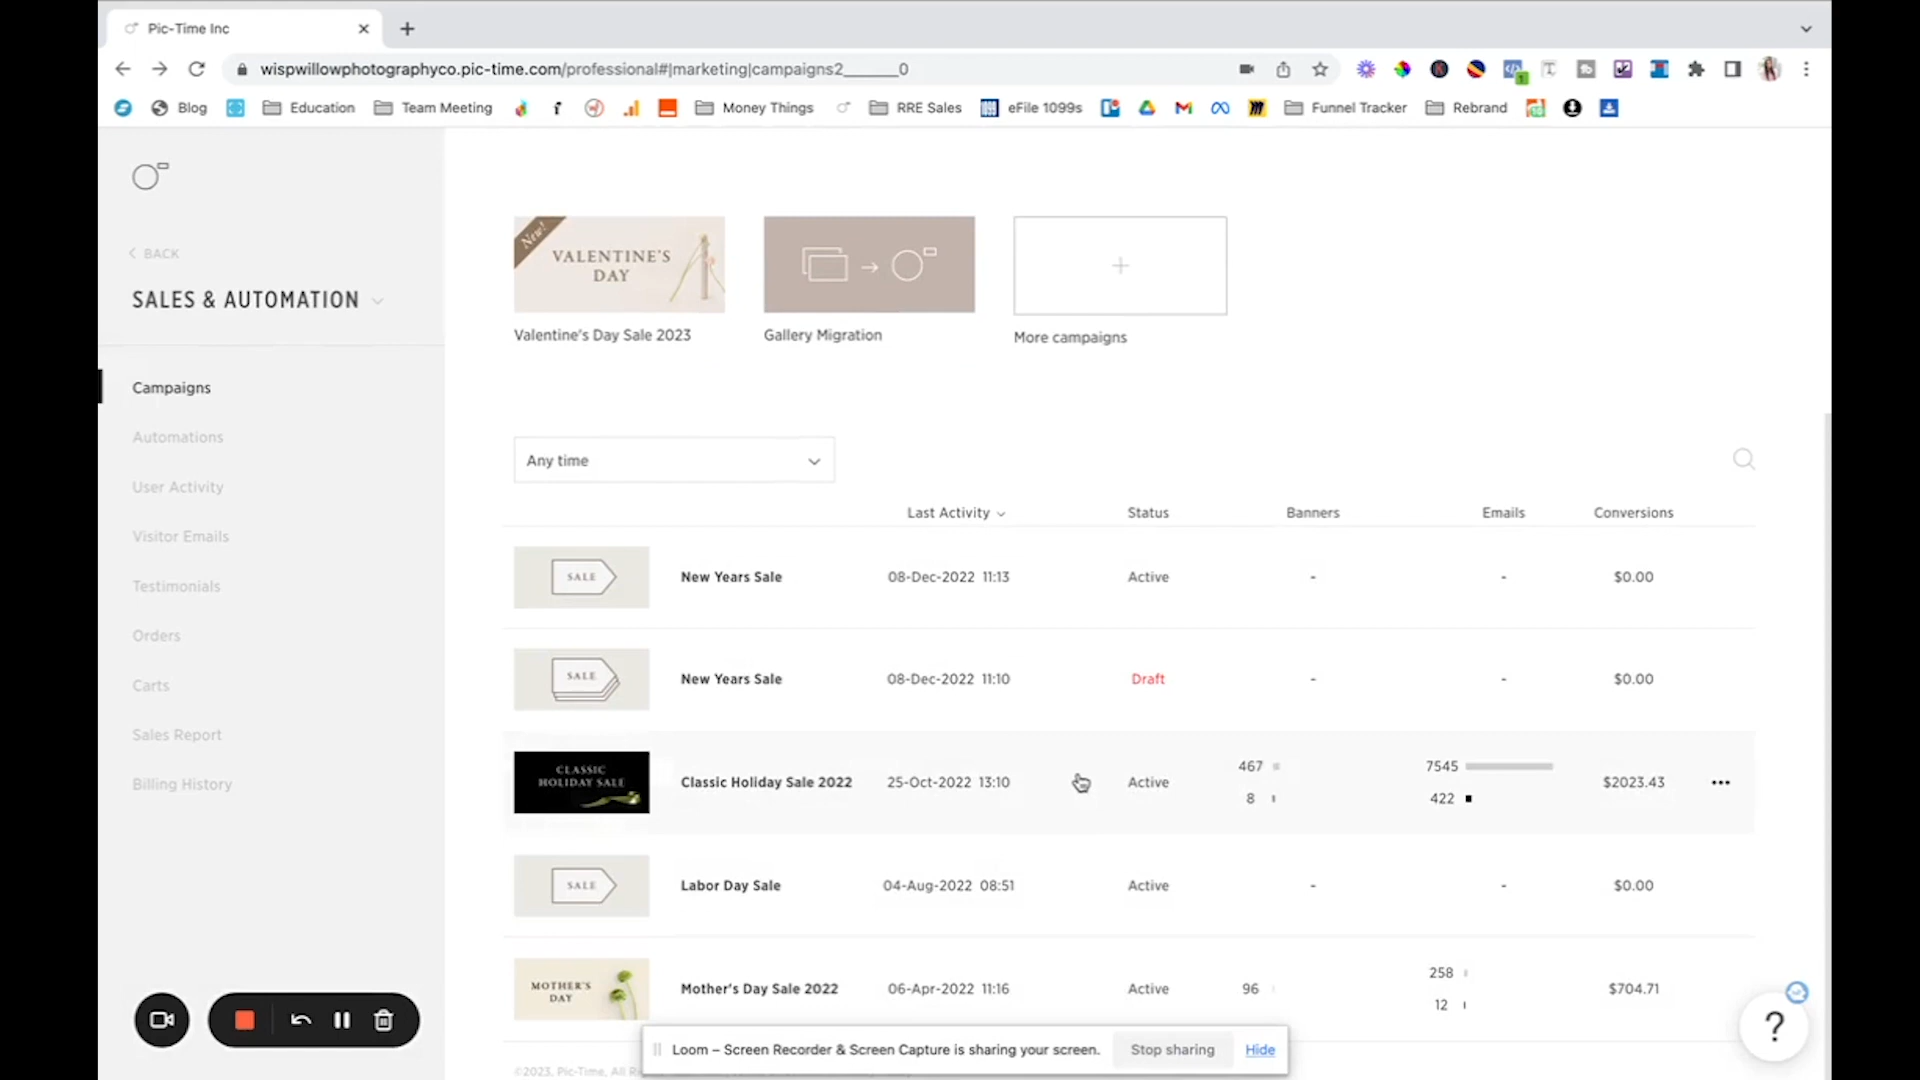 Pic-Time Inc
wispwillowphotographyco.pic-time.com/professional#|marketing|campaigns2______0
Blog
Education
Team Meeting
Money Things
RRE Sales
eFile 1099s
Funnel Tracker
Rebrand
BACK
SALES & AUTOMATION
Campaigns
Automations
User Activity
Visitor Emails
Testimonials
Orders
Carts
Sales Report
Billing History
New!
VALENTINE'S
DAY
Valentine's Day Sale 2023
Gallery Migration
More campaigns
Any time
Last Activity Status Banners Emails Conversions
SALE New Years Sale 08-Dec-2022 11:13 Active - - $0.00
SALE New Years Sale 08-Dec-2022 11:10 Draft - - $0.00
CLASSIC
HOLIDAY SALE
Classic Holiday Sale 2022 25-Oct-2022 13:10 Active 467 7545 $2023.43
8 422
SALE Labor Day Sale 04-Aug-2022 08:51 Active - - $0.00
MOTHER'S
DAY
Mother's Day Sale 2022 06-Apr-2022 11:16 Active 96 258 $704.71
12
Loom – Screen Recorder & Screen Capture is sharing your screen. Stop sharing Hide
?
©2023, Pic-Time, All